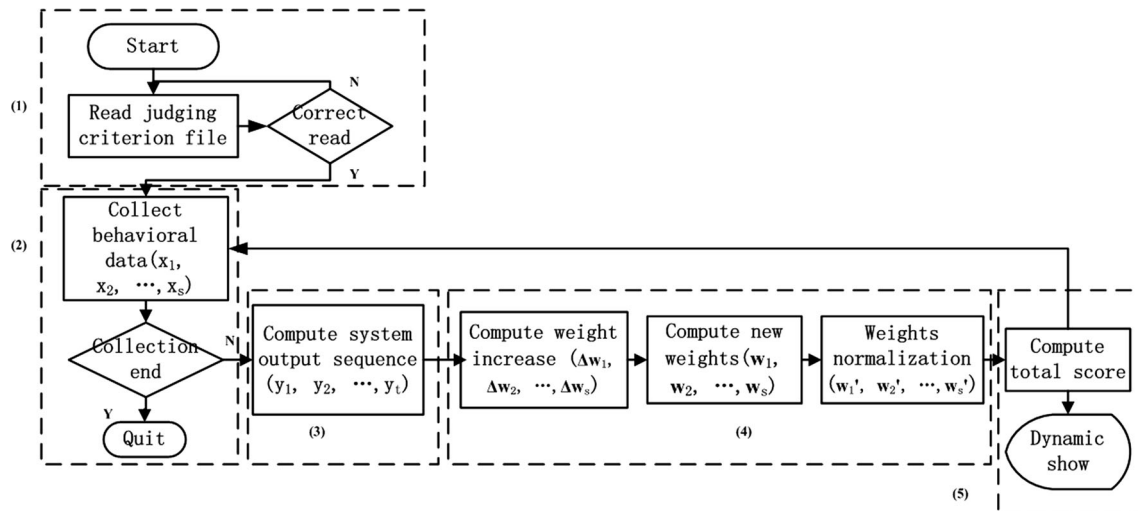 Start
N
(1)
Read judging
criterion file
Correct
read
Y
(2)
Collect
behavioral
data(x₁,
x₂, ⋯,xₛ)
Collection
end
N
Y
Quit
Compute system
output sequence
(y₁, y₂, ⋯,yₜ)
(3)
Compute weight
increase (Δw₁,
Δw₂, ⋯,Δwₛ)
Compute new
weights(w₁,
w₂, ⋯,wₛ)
Weights
normalization
(w₁', w₂', ⋯,wₛ')
(4)
Compute
total score
Dynamic
show
(5)